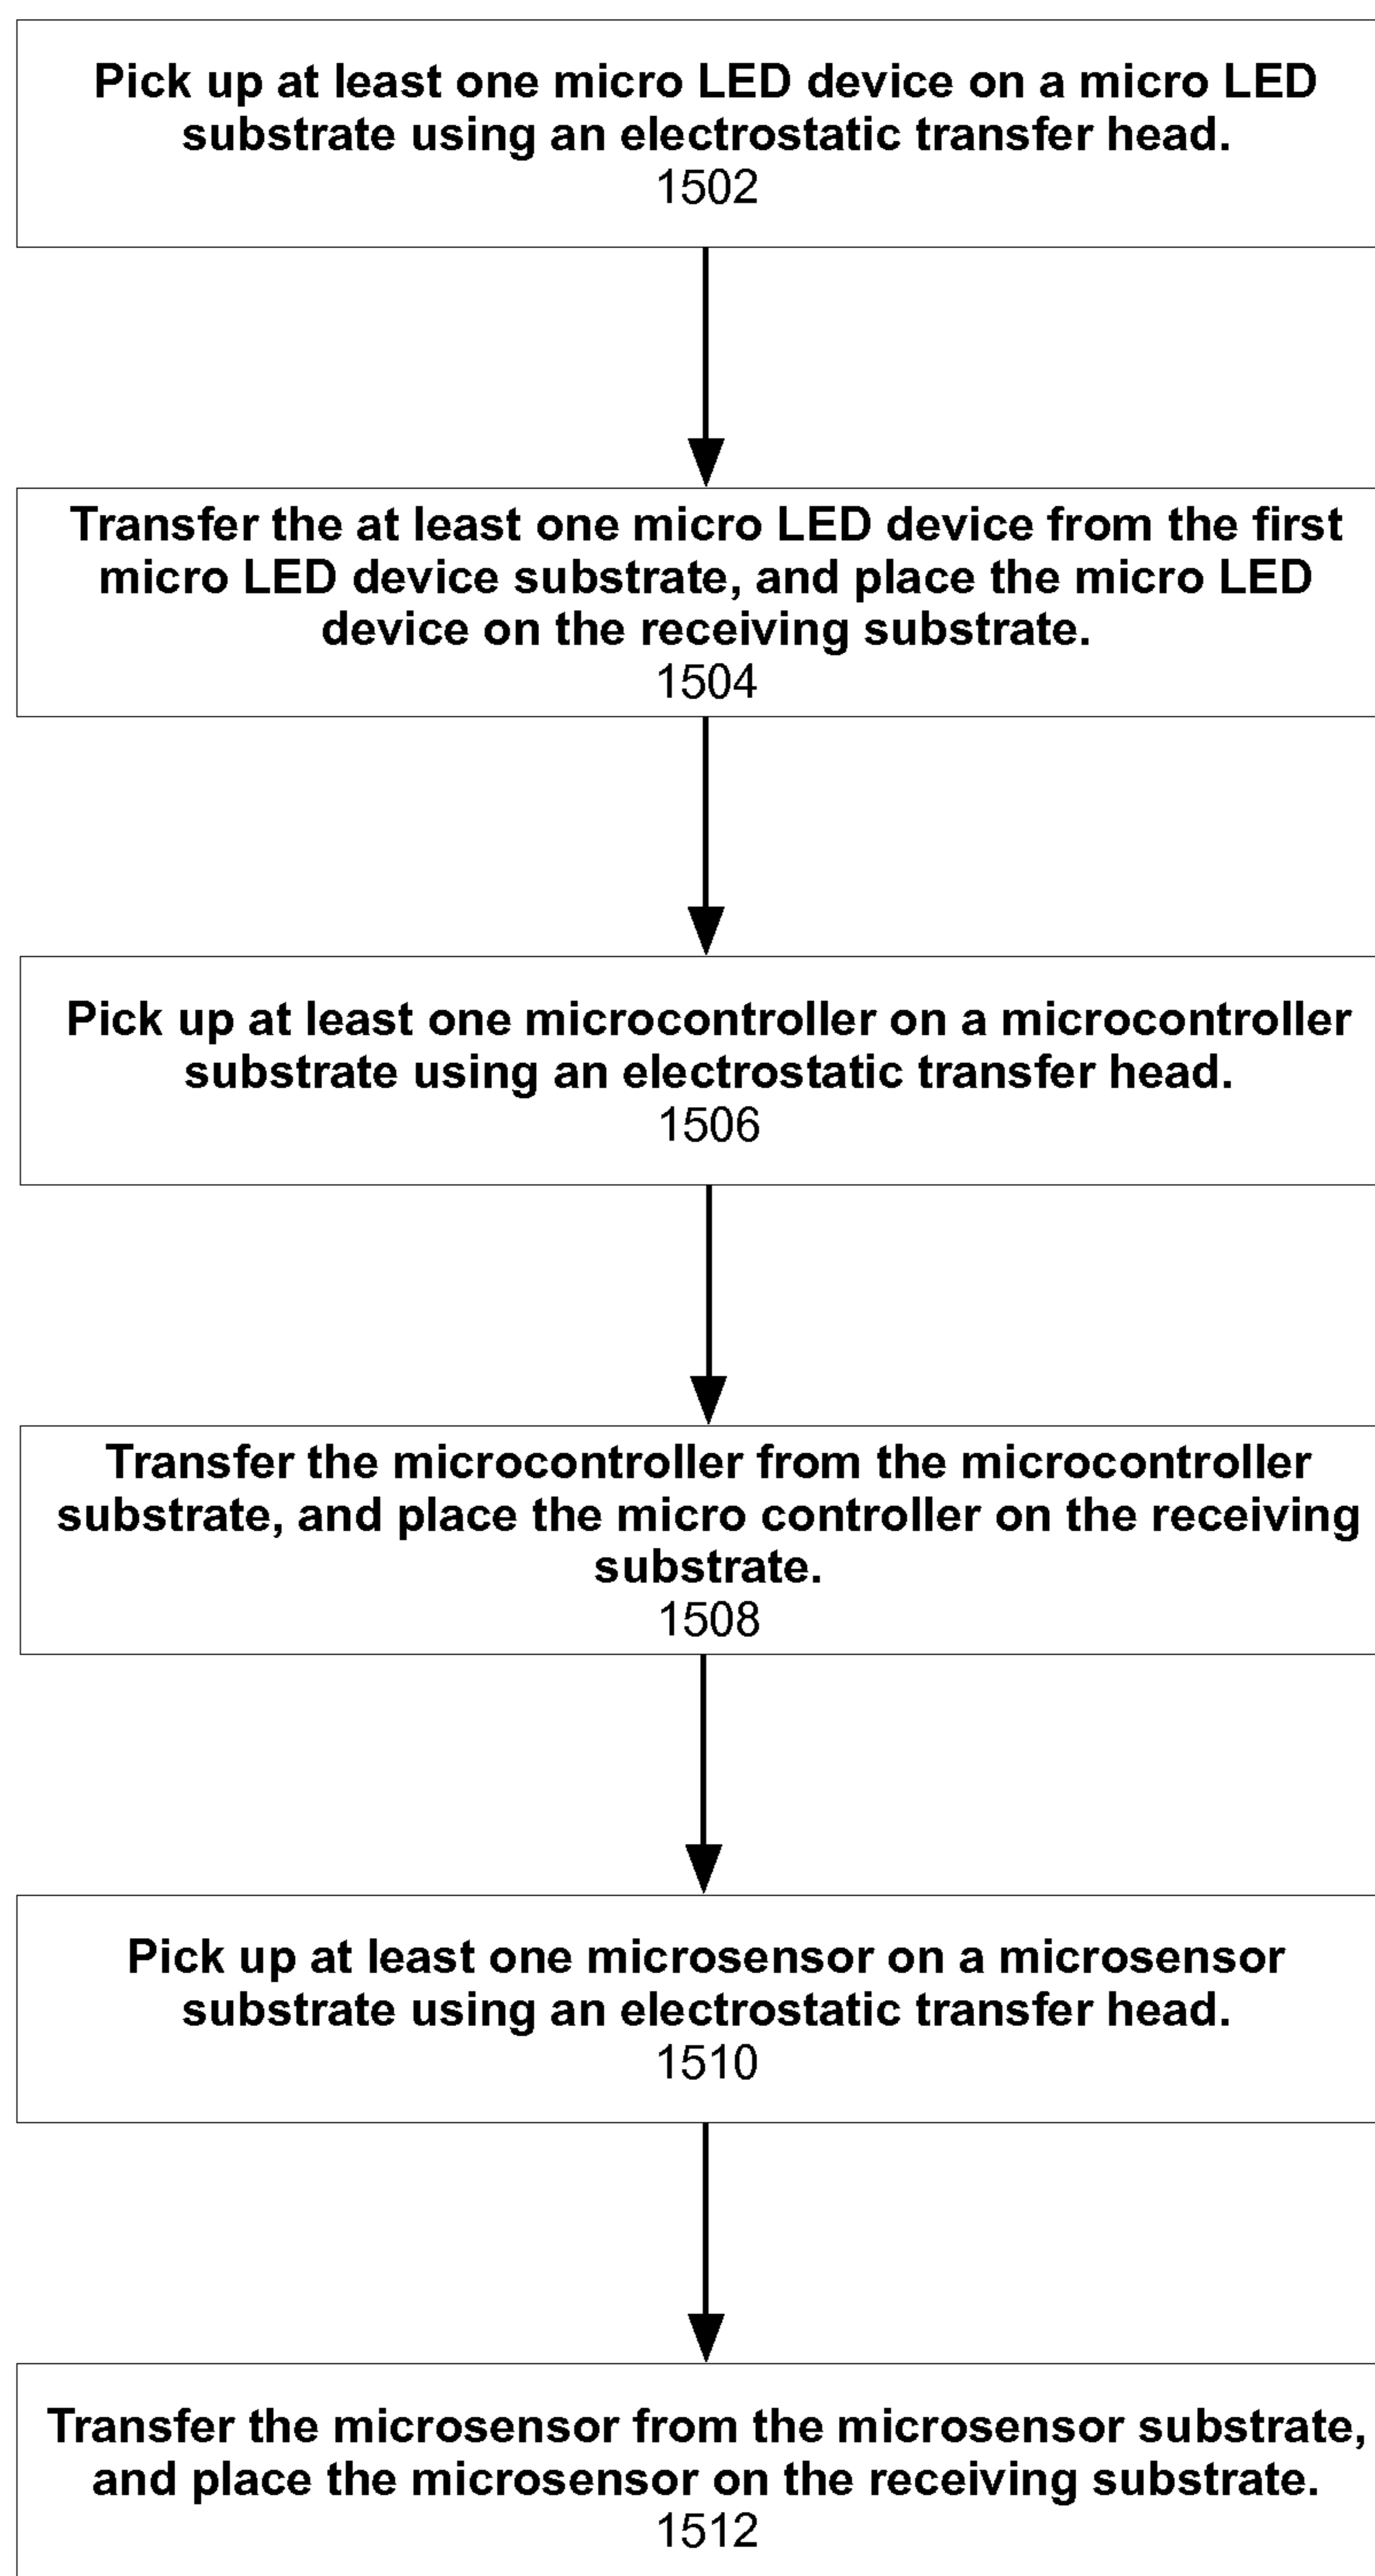 Pick up at least one micro LED device on a micro LED
substrate using an electrostatic transfer head.
1502
Transfer the at least one micro LED device from the first
micro LED device substrate, and place the micro LED
device on the receiving substrate.
1504
Pick up at least one microcontroller on a microcontroller
substrate using an electrostatic transfer head.
1506
Transfer the microcontroller from the microcontroller
substrate, and place the micro controller on the receiving
substrate.
1508
Pick up at least one microsensor on a microsensor
substrate using an electrostatic transfer head.
1510
Transfer the microsensor from the microsensor substrate,
and place the microsensor on the receiving substrate.
1512